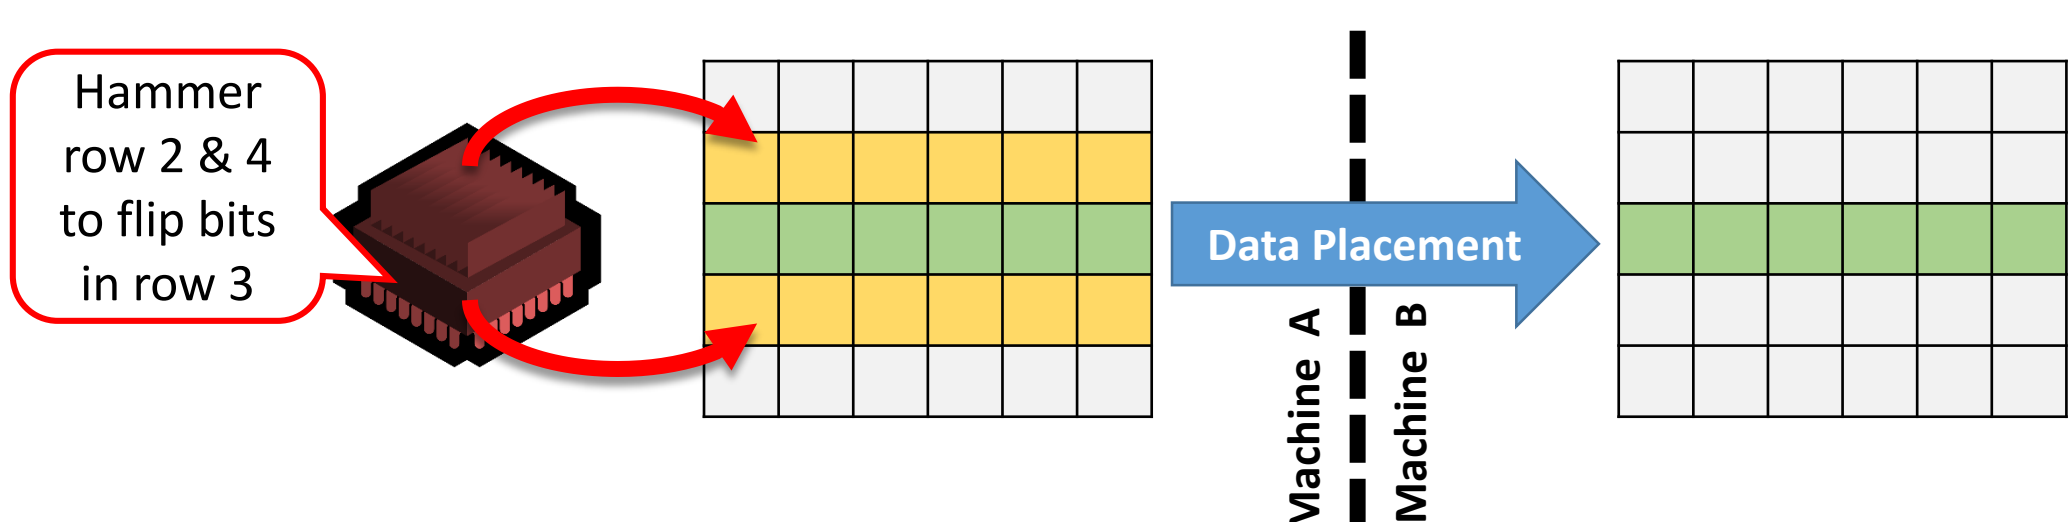 Hammer
row 2 & 4
to flip bits
in row 3
Data Placement
Machine A
Machine B